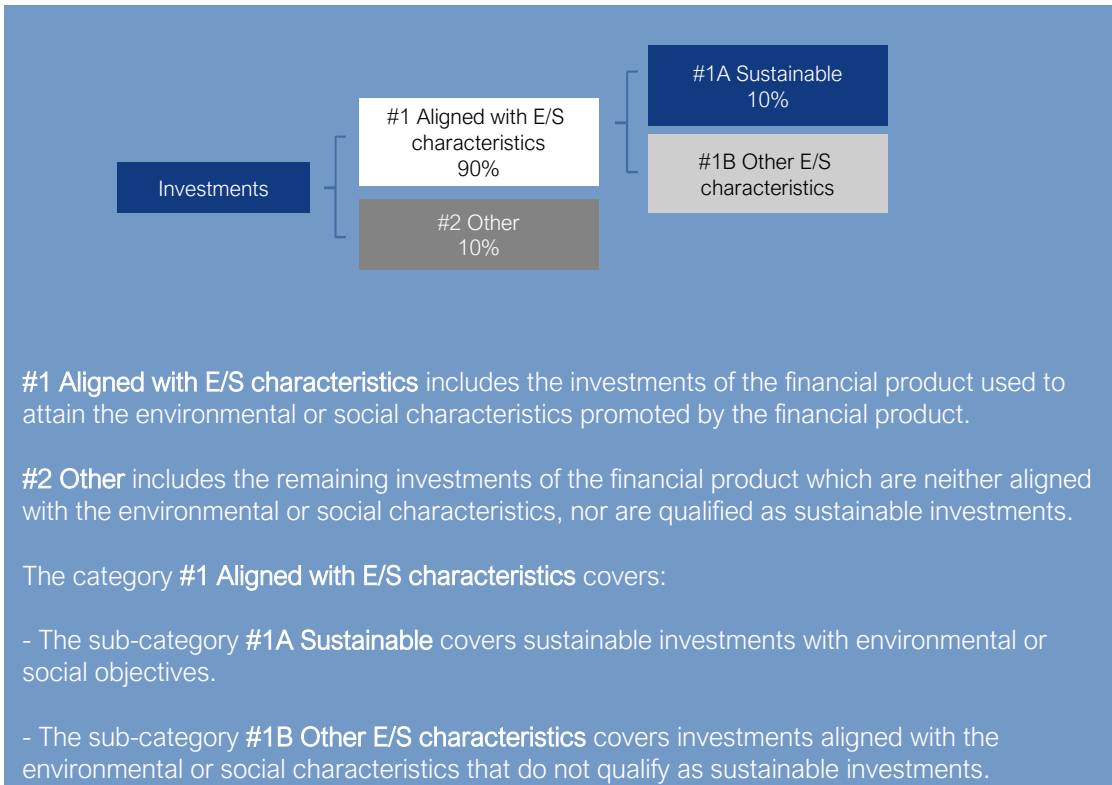 #1A Sustainable
10%
#1 Aligned with E/S
characteristics
90%
#1B Other E/S
characteristics
Investments
#2 Other
10%
#1 Aligned with E/S characteristics includes the investments of the financial product used to
attain the environmental or social characteristics promoted by the financial product.
#2 Other includes the remaining investments of the financial product which are neither aligned
with the environmental or social characteristics, nor are qualified as sustainable investments.
The category #1 Aligned with E/S characteristics covers:
- The sub-category #1A Sustainable covers sustainable investments with environmental or
social objectives.
- The sub-category #1B Other E/S characteristics covers investments aligned with the
environmental or social characteristics that do not qualify as sustainable investments.